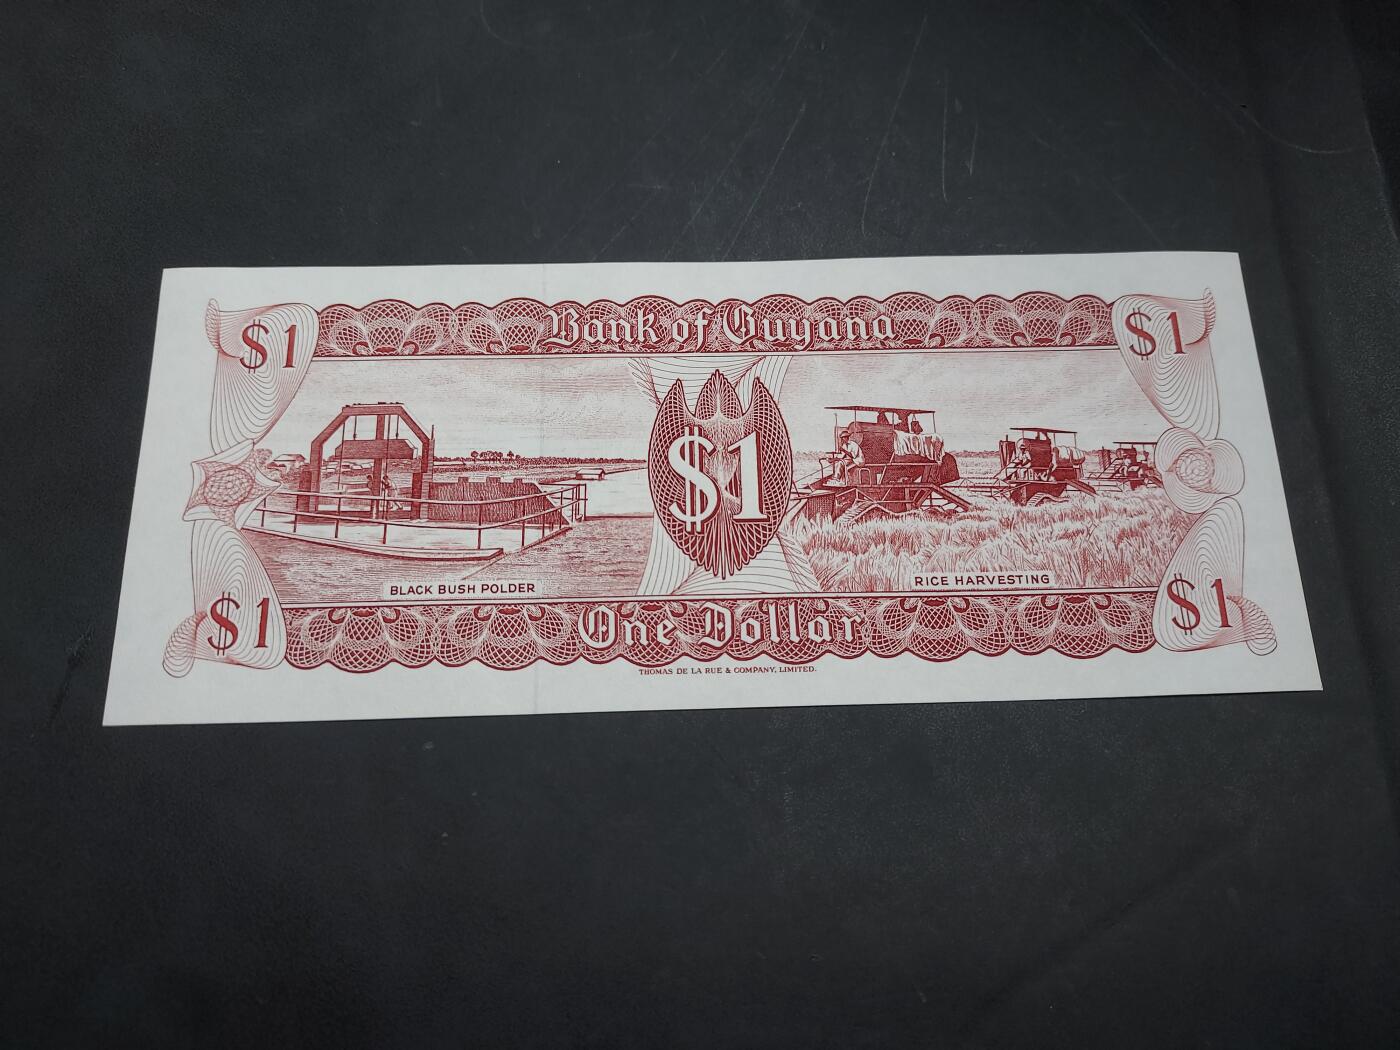 Bank of Guyana
$1
$1
$1
BLACK BUSH POLDER
RICE HARVESTING
$1
$1
One Dollar
THOMAS DE LA RUE & COMPANY, LIMITED.